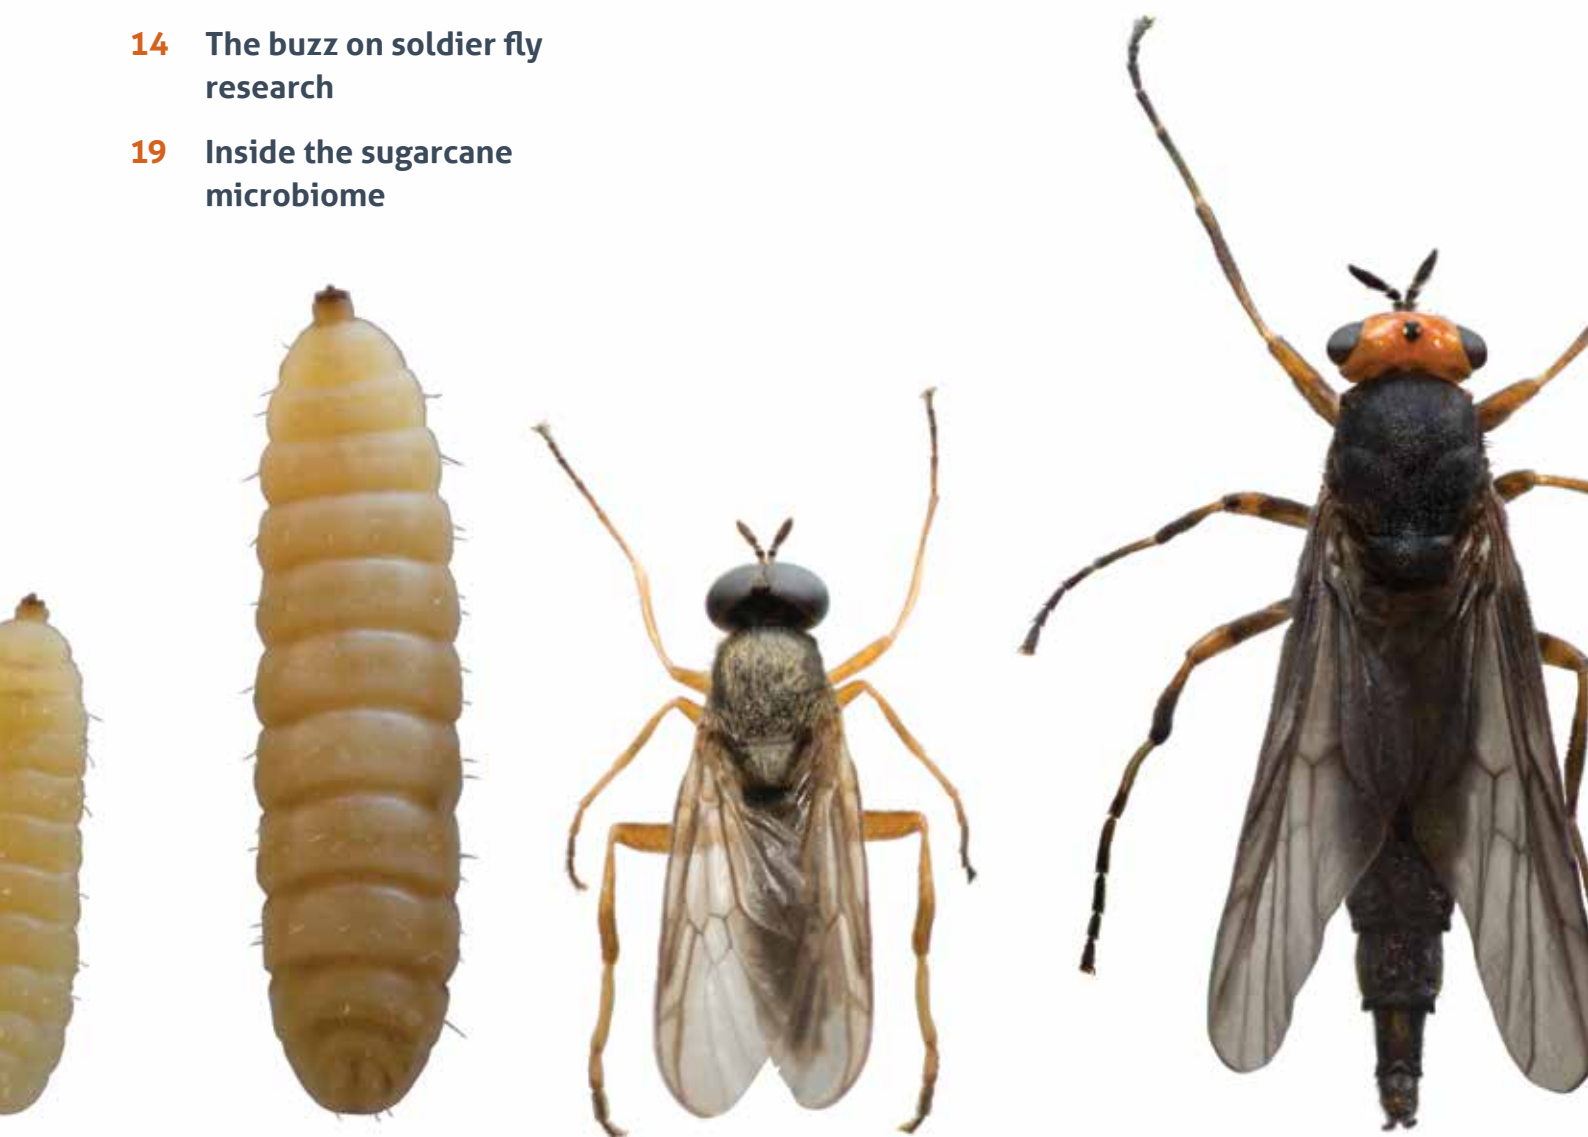 14 The buzz on soldier fly
research
19 Inside the sugarcane
microbiome